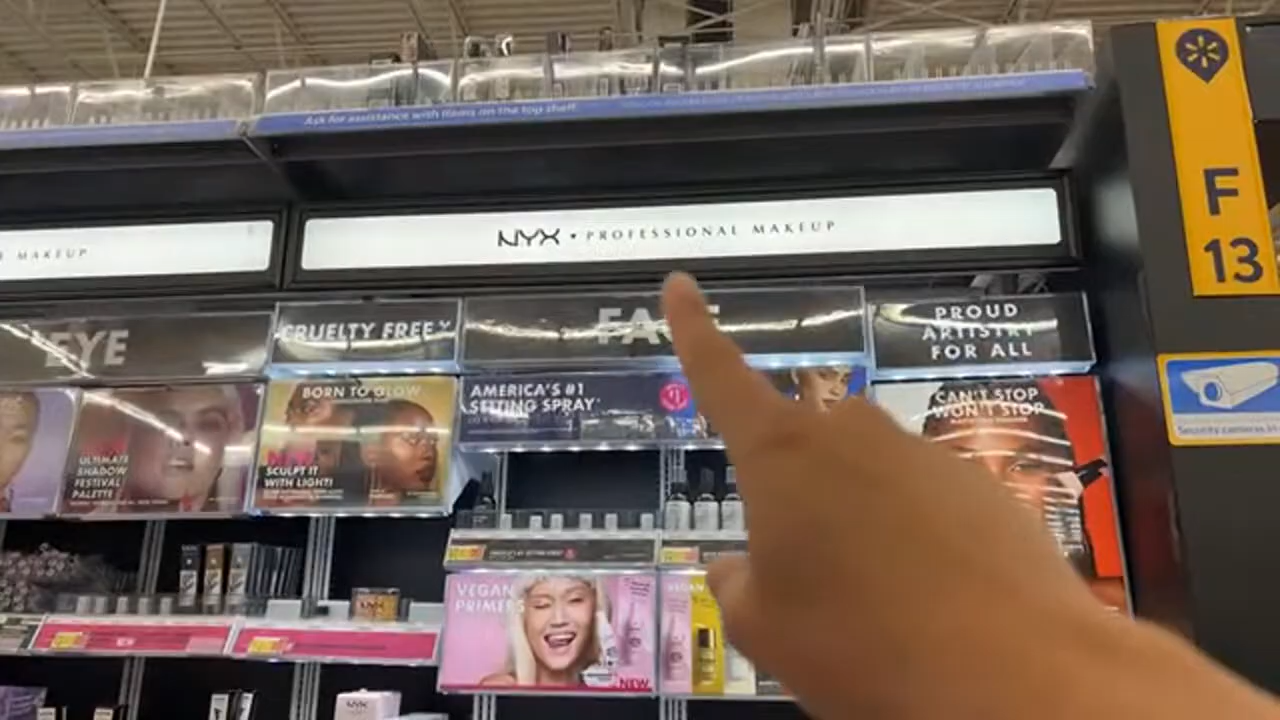 Ask for assistance with items on the top shelf
MAKEUP
NYX • PROFESSIONAL MAKEUP
F
13
EYE
CRUELTY FREE
PROUD
ARTISTRY
FOR ALL
BORN TO GLOW
AMERICA'S #1
SETTING SPRAY*
CAN'T STOP
WON'T STOP
ULTIMATE
SHADOW
FESTIVAL
PALETTE
SCULPT IT
WITH LIGHT!
Security cameras in
VEGAN
PRIMERS
VEGAN
NEW
NYX